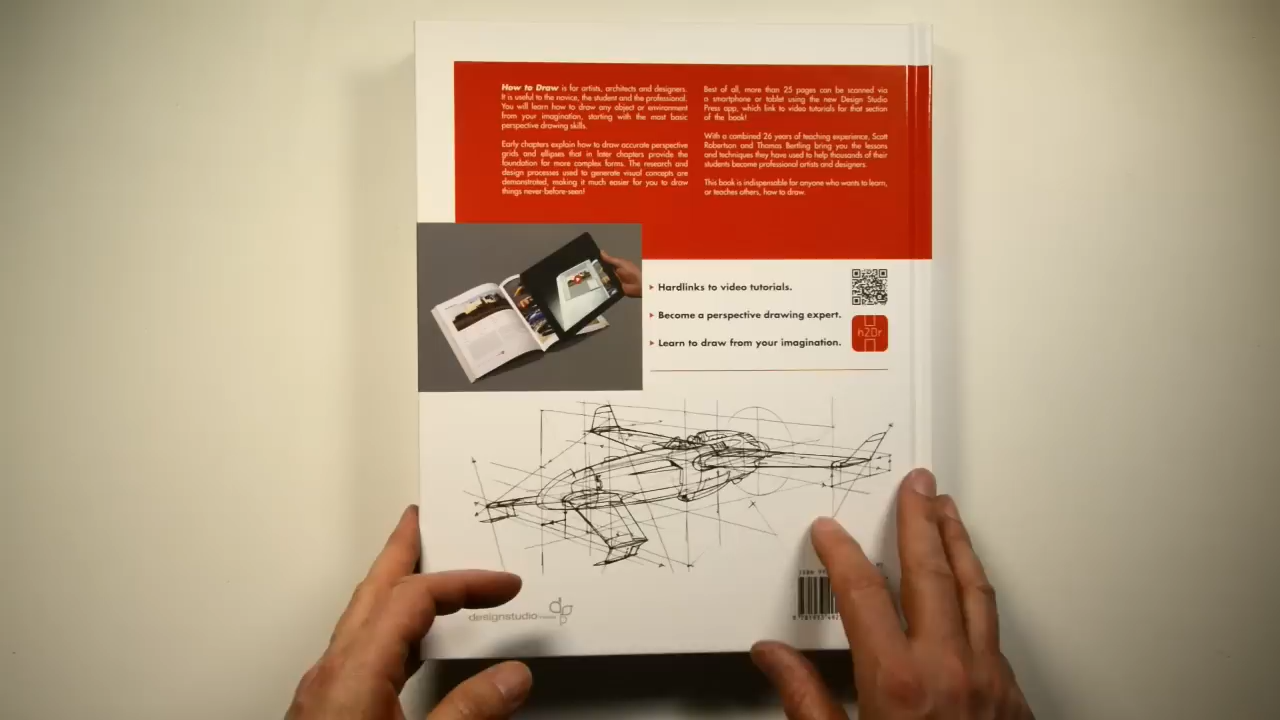 How to Draw is for artists, architects and designers.
It is useful to the novice, the student and the professional.
You will learn how to draw any object or environment
from your imagination, starting with the most basic
perspective drawing skills.
Early chapters explain how to draw accurate perspective
grids and ellipses that in later chapters provide the
foundation for more complex forms. The research and
design processes used to generate visual concepts are
demonstrated, making it much easier for you to draw
things never-before-seen!
Best of all, more than 25 pages can be scanned via
a smartphone or tablet using the new Design Studio
Press app, which link to video tutorials for that section
of the book!
With a combined 26 years of teaching experience, Scott
Robertson and Thomas Bertling bring you the lessons
and techniques they have used to help thousands of their
students become professional artists and designers.
This book is indispensable for anyone who wants to learn,
or teaches others, how to draw.
Hardlinks to video tutorials.
Become a perspective drawing expert.
Learn to draw from your imagination.
h2Dr
designstudio
dp
ISBN